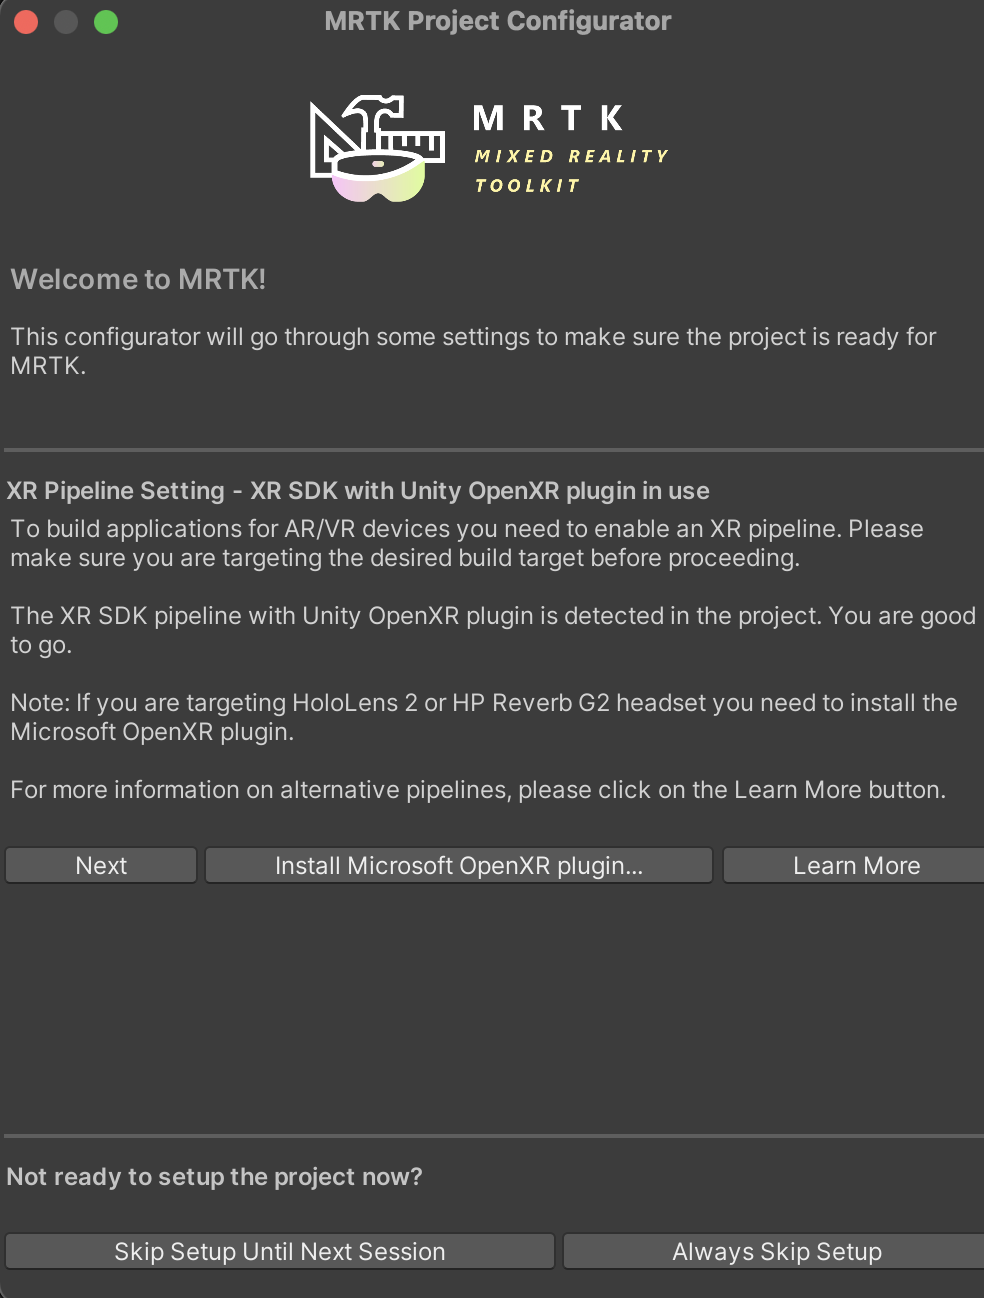 MRTK Project Configurator
MRTK
MIXED REALITY
TOOLKIT
Welcome to MRTK!
This configurator will go through some settings to make sure the project is ready for
MRTK.
XR Pipeline Setting - XR SDK with Unity OpenXR plugin in use
To build applications for AR/VR devices you need to enable an XR pipeline. Please
make sure you are targeting the desired build target before proceeding.
The XR SDK pipeline with Unity OpenXR plugin is detected in the project. You are good
to go.
Note: If you are targeting HoloLens 2 or HP Reverb G2 headset you need to install the
Microsoft OpenXR plugin.
For more information on alternative pipelines, please click on the Learn More button.
Next
Install Microsoft OpenXR plugin...
Learn More
Not ready to setup the project now?
Skip Setup Until Next Session
Always Skip Setup